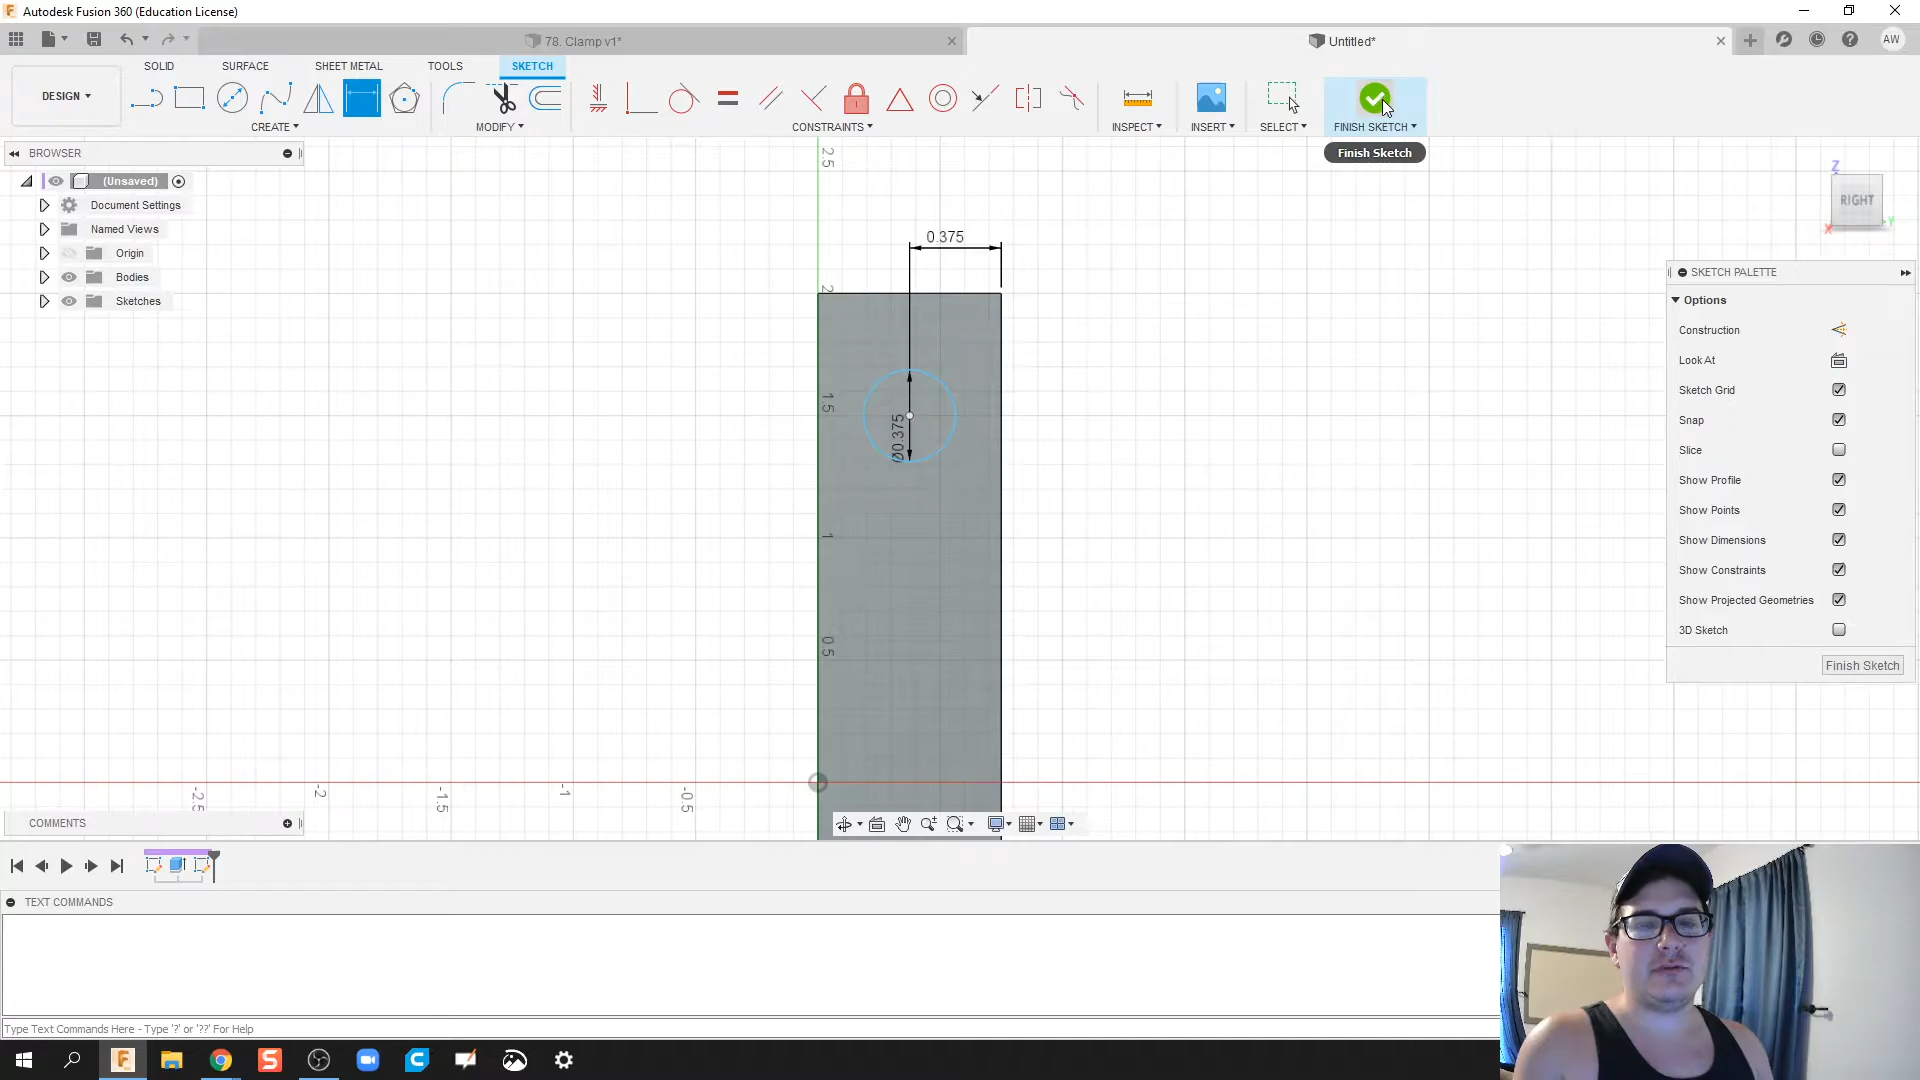 Autodesk Fusion 360 (Education License)
78. Clamp v1*
Untitled*
AW
DESIGN
SOLID
SURFACE
SHEET METAL
TOOLS
SKETCH
CREATE
MODIFY
CONSTRAINTS
INSPECT
INSERT
SELECT
FINISH SKETCH
Finish Sketch
BROWSER
(Unsaved)
Document Settings
Named Views
Origin
Bodies
Sketches
2.5
0.375
2
1.5
Ø0.375
1
0.5
-2.5
-2
-1.5
-1
-0.5
Z
RIGHT
X
Y
SKETCH PALETTE
Options
Construction
Look At
Sketch Grid
Snap
Slice
Show Profile
Show Points
Show Dimensions
Show Constraints
Show Projected Geometries
3D Sketch
Finish Sketch
COMMENTS
TEXT COMMANDS
Type Text Commands Here - Type '?' or '??' For Help